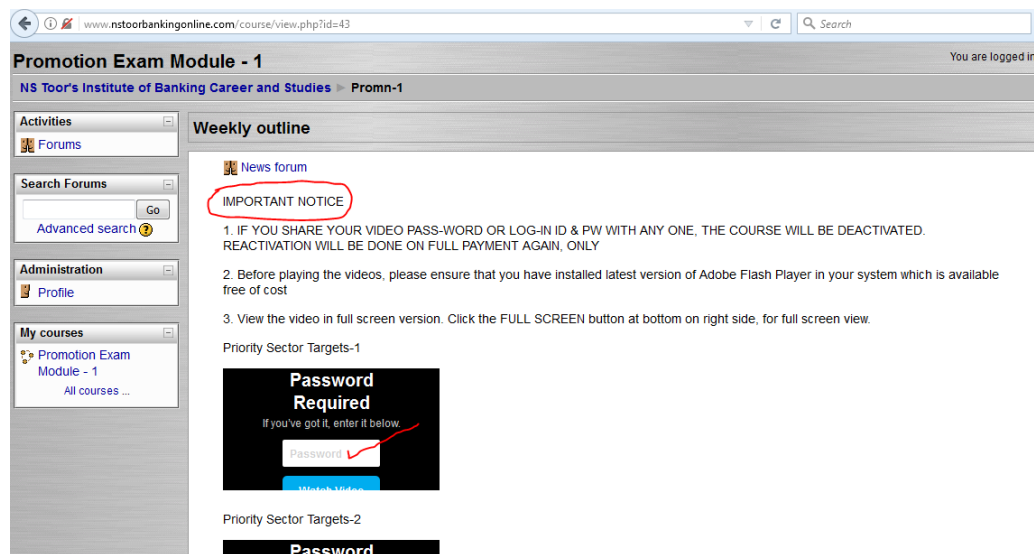 www.nstoorbankingonline.com/course/view.php?id=43
Search
Promotion Exam Module - 1
You are logged in
NS Toor's Institute of Banking Career and Studies ► Promn-1
Activities
Forums
Search Forums
Go
Advanced search ?
Administration
Profile
My courses
Promotion Exam
Module - 1
All courses ...
Weekly outline
News forum
IMPORTANT NOTICE
1. IF YOU SHARE YOUR VIDEO PASS-WORD OR LOG-IN ID & PW WITH ANY ONE, THE COURSE WILL BE DEACTIVATED.
REACTIVATION WILL BE DONE ON FULL PAYMENT AGAIN, ONLY
2. Before playing the videos, please ensure that you have installed latest version of Adobe Flash Player in your system which is available
free of cost
3. View the video in full screen version. Click the FULL SCREEN button at bottom on right side, for full screen view.
Priority Sector Targets-1
Password
Required
If you've got it, enter it below.
Password
Watch Video
Priority Sector Targets-2
Password